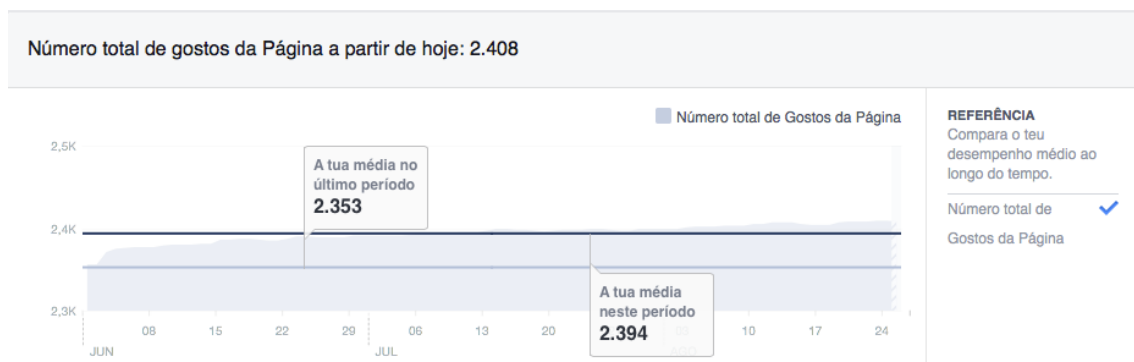 Número total de gostos da Página a partir de hoje: 2.408
Número total de Gostos da Página
REFERÊNCIA
Compara o teu
desempenho médio ao
longo do tempo.
Número total de
Gostos da Página
2,5K
2,4K
2,3K
A tua média no
último período
2.353
A tua média
neste período
2.394
08 15 22 29 06 13 20 10 17 24
JUN JUL AGO